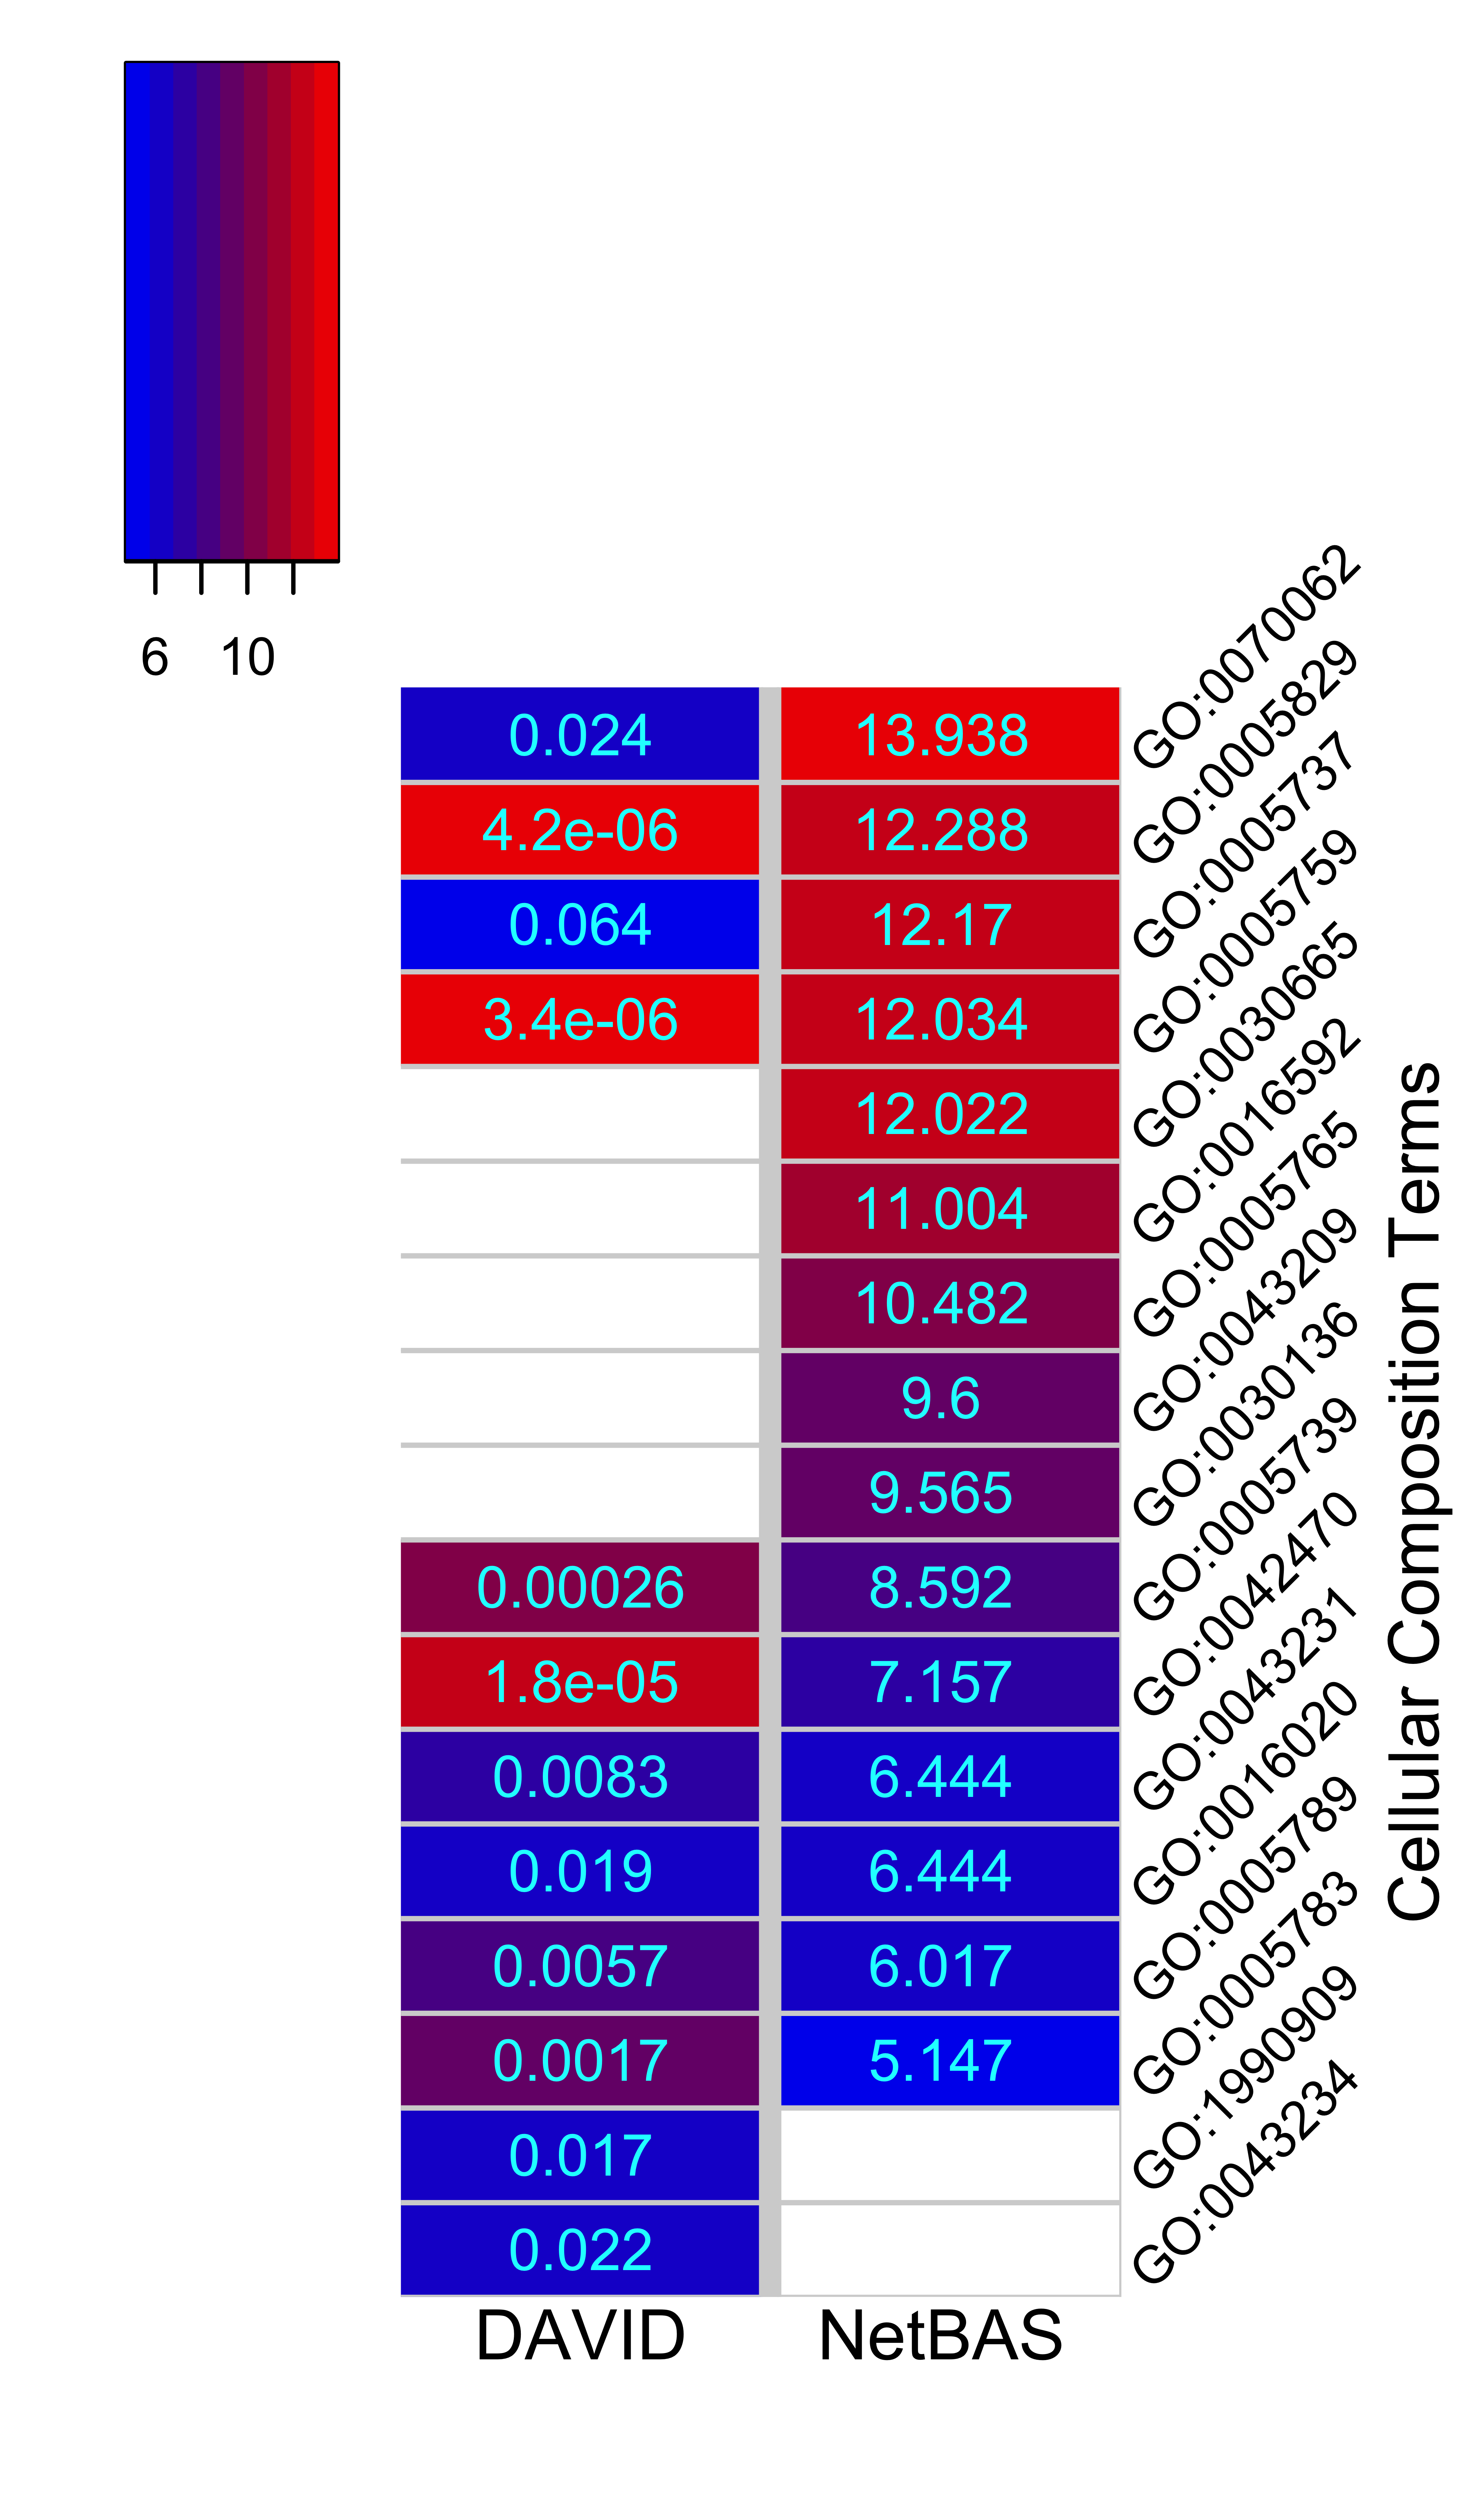 6 10
0.024 13.938 GO:0070062
4.28e-06 12.288 GO:0005829
0.064 12.17 GO:0005737
3.4e-06 12.034 GO:0005759
12.022 GO:0030665
11.004 GO:0016592
10.482 GO:0005765
9.6 GO:0043209
9.565 GO:0030136
0.00026 8.592 GO:0005739
1.8e-05 7.157 GO:0042470
0.0083 6.444 GO:0043231
0.019 6.444 GO:0016020
0.0057 6.017 GO:0005789
0.0017 5.147 GO:0005783
0.017 GO:1990909
0.022 GO:0043234
DAVID NetBAS
Cellular Composition Terms